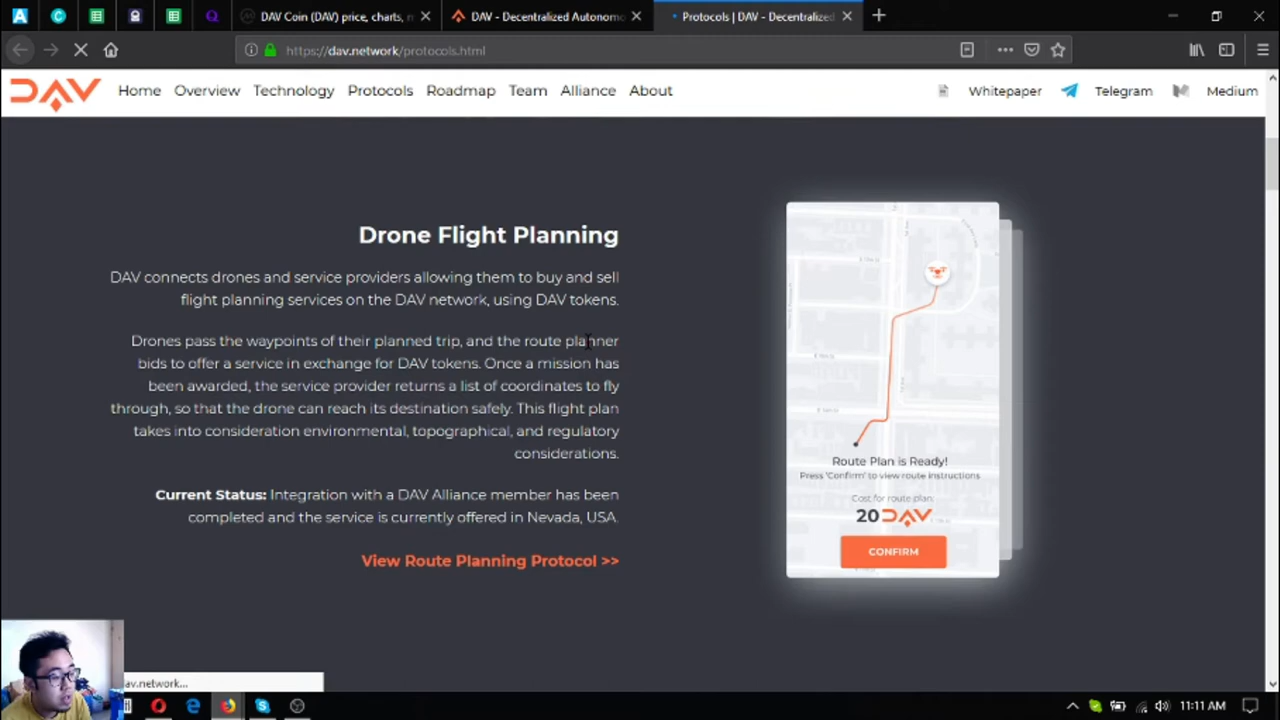 DAV Coin (DAV) price, charts, m
DAV - Decentralized Autonomo
Protocols | DAV - Decentralized
https://dav.network/protocols.html
DAV
Home Overview Technology Protocols Roadmap Team Alliance About
Whitepaper Telegram Medium
Drone Flight Planning
DAV connects drones and service providers allowing them to buy and sell
flight planning services on the DAV network, using DAV tokens.
Drones pass the waypoints of their planned trip, and the route planner
bids to offer a service in exchange for DAV tokens. Once a mission has
been awarded, the service provider returns a list of coordinates to fly
through, so that the drone can reach its destination safely. This flight plan
takes into consideration environmental, topographical, and regulatory
considerations.
Current Status: Integration with a DAV Alliance member has been
completed and the service is currently offered in Nevada, USA.
View Route Planning Protocol >>
Route Plan is Ready!
Press 'Confirm' to view route instructions
Cost for route plan:
20 DAV
CONFIRM
av.network...
11:11 AM